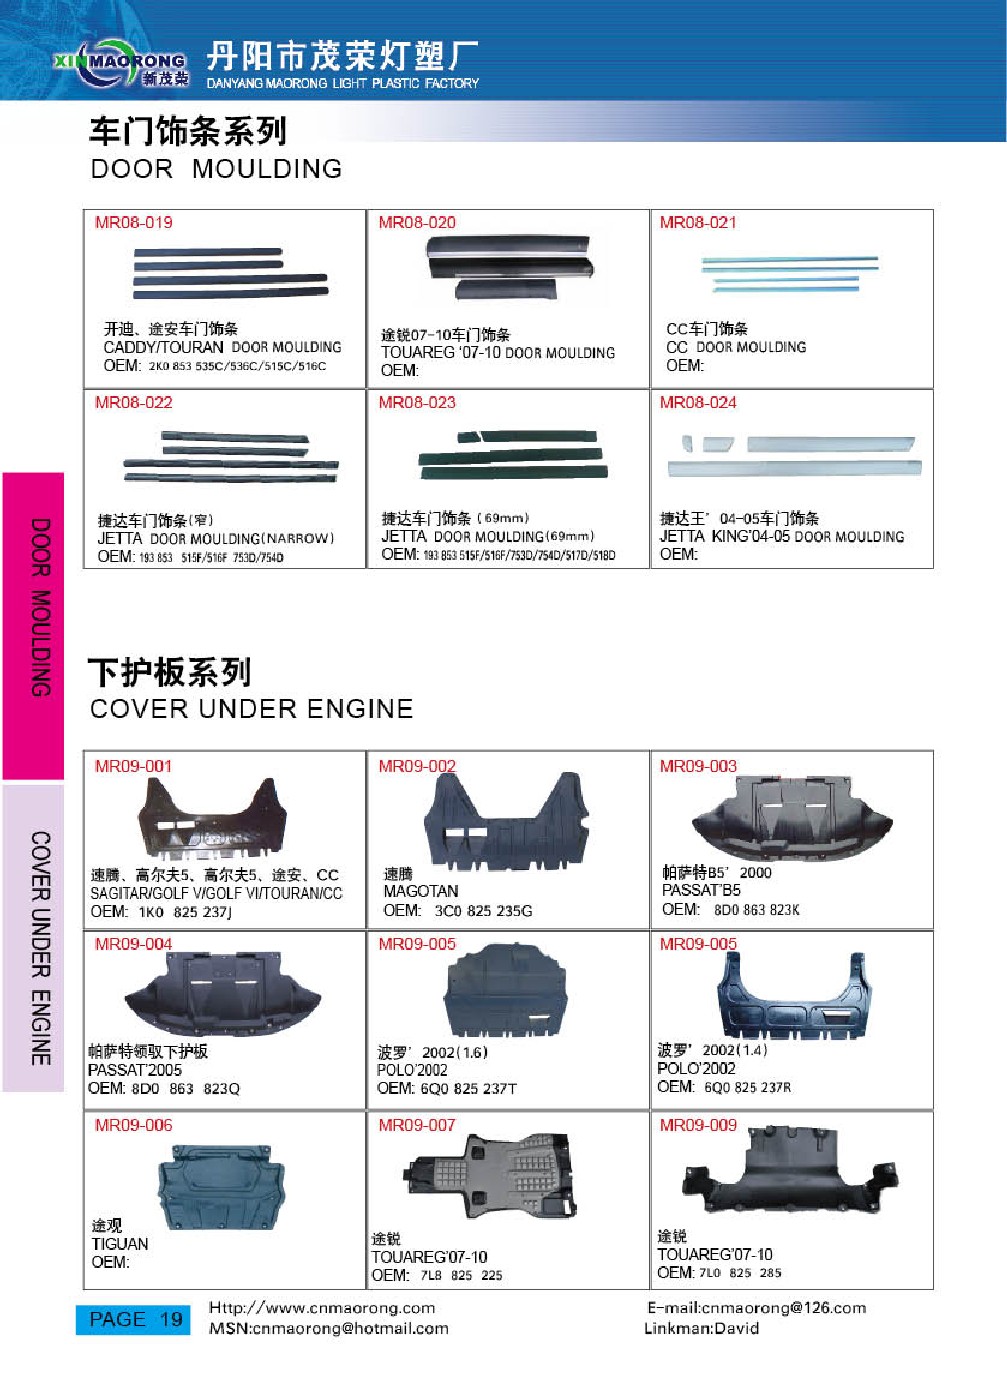 XINMAORONG
新茂荣
丹阳市茂荣灯塑厂
DANYANG MAORONG LIGHT PLASTIC FACTORY
车门饰条系列
DOOR MOULDING
MR08-019
开迪、途安车门饰条
CADDY/TOURAN DOOR MOULDING
OEM: 2K0 853 535C/536C/515C/516C
MR08-020
途锐07-10车门饰条
TOUAREG '07-10 DOOR MOULDING
OEM:
MR08-021
CC车门饰条
CC DOOR MOULDING
OEM:
MR08-022
捷达车门饰条(窄)
JETTA DOOR MOULDING(NARROW)
OEM: 193 853 515F/516F 753D/754D
MR08-023
捷达车门饰条(69mm)
JETTA DOOR MOULDING(69mm)
OEM: 193 853 515F/516F/753D/754D/517D/518D
MR08-024
捷达王'04-05车门饰条
JETTA KING'04-05 DOOR MOULDING
OEM:
DOOR MOULDING
下护板系列
COVER UNDER ENGINE
MR09-001
速腾、高尔夫5、高尔夫5、途安、CC
SAGITAR/GOLF V/GOLF VI/TOURAN/CC
OEM: 1K0 825 237J
MR09-002
速腾
MAGOTAN
OEM: 3C0 825 235G
MR09-003
帕萨特B5'2000
PASSAT'B5
OEM: 8D0 863 823K
MR09-004
帕萨特领驭下护板
PASSAT'2005
OEM: 8D0 863 823Q
MR09-005
波罗'2002(1.6)
POLO'2002
OEM: 6Q0 825 237T
MR09-005
波罗'2002(1.4)
POLO'2002
OEM: 6Q0 825 237R
MR09-006
途观
TIGUAN
OEM:
MR09-007
途锐
TOUAREG'07-10
OEM: 7L8 825 225
MR09-009
途锐
TOUAREG'07-10
OEM: 7L0 825 285
COVER UNDER ENGINE
PAGE 19
Http://www.cnmaorong.com
MSN:cnmaorong@hotmail.com
E-mail:cnmaorong@126.com
Linkman:David